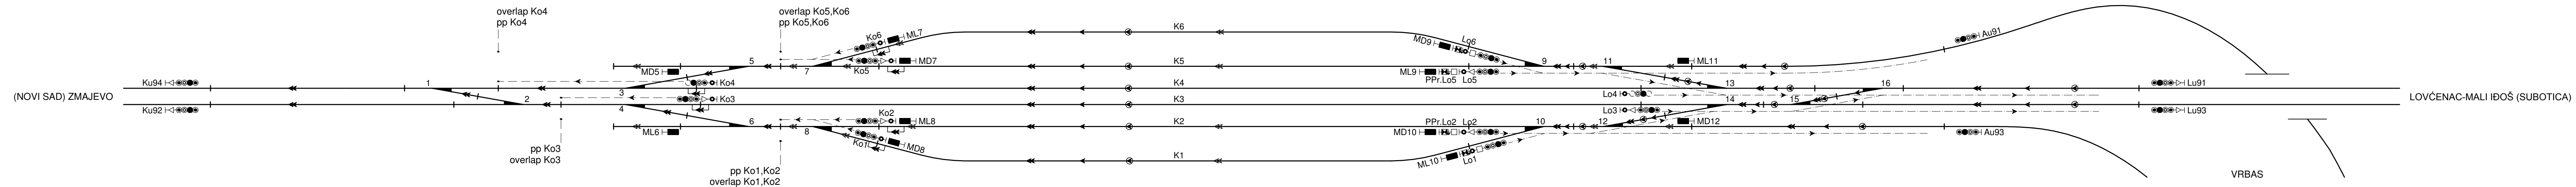 overlap Ko4
pp Ko4
overlap Ko5,Ko6
pp Ko5,Ko6
Ko6
ML7
K6
MD9
Lo6
Au91
MD5
5
7
Ko5
MD7
K5
ML9
PPr.Lo5
Lo5
9
11
ML11
Ku94
1
Ko4
K4
Lo4
13
16
Lu91
(NOVI SAD) ZMAJEVO
LOVĆENAC-MALI IĐOŠ (SUBOTICA)
2
3
Ko3
K3
14
15
Ku92
4
Lo3
Lu93
ML6
6
8
Ko2
ML8
K2
MD10
PPr.Lo2
Lo2
10
12
MD12
Au93
Ko1
MD8
K1
ML10
Lo1
pp Ko3
overlap Ko3
pp Ko1,Ko2
overlap Ko1,Ko2
VRBAS